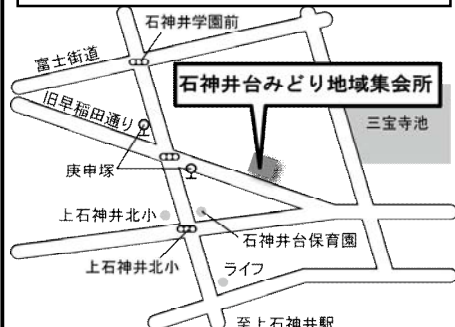 石神井学園前
富士街道
石神井台みどり地域集会所
旧早稲田通り
三宝寺池
庚申塚
上石神井北小
石神井台保育園
上石神井北小
ライフ
至上石神井駅